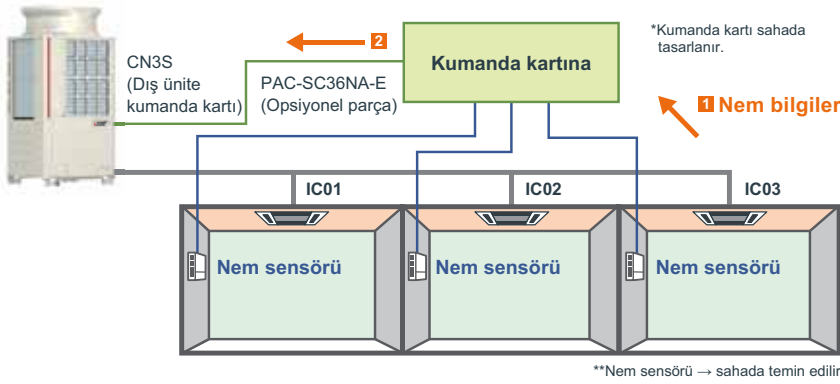 CN3S
(Dış ünite
kumanda kartı)
2
PAC-SC36NA-E
(Opsiyonel parça)
Kumanda kartına
*Kumanda kartı sahada
tasarlanır.
1 Nem bilgiler
IC01
IC02
IC03
Nem sensörü
Nem sensörü
Nem sensörü
**Nem sensörü → sahada temin edilir